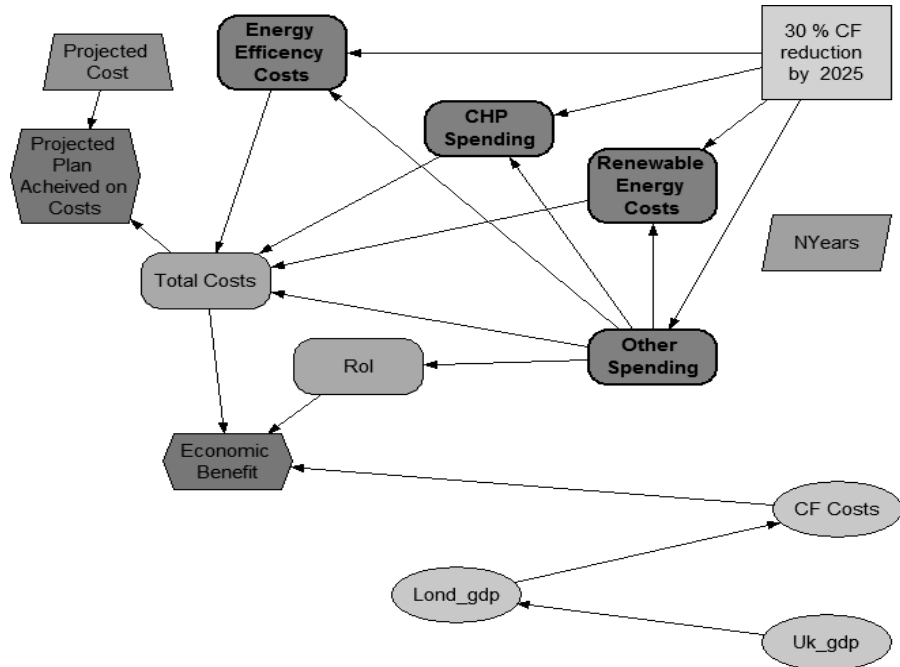 Projected
Cost
Energy
Efficency
Costs
30 % CF
reduction
by 2025
CHP
Spending
Projected
Plan
Acheived on
Costs
Renewable
Energy
Costs
NYears
Total Costs
RoI
Other
Spending
Economic
Benefit
CF Costs
Lond_gdp
Uk_gdp